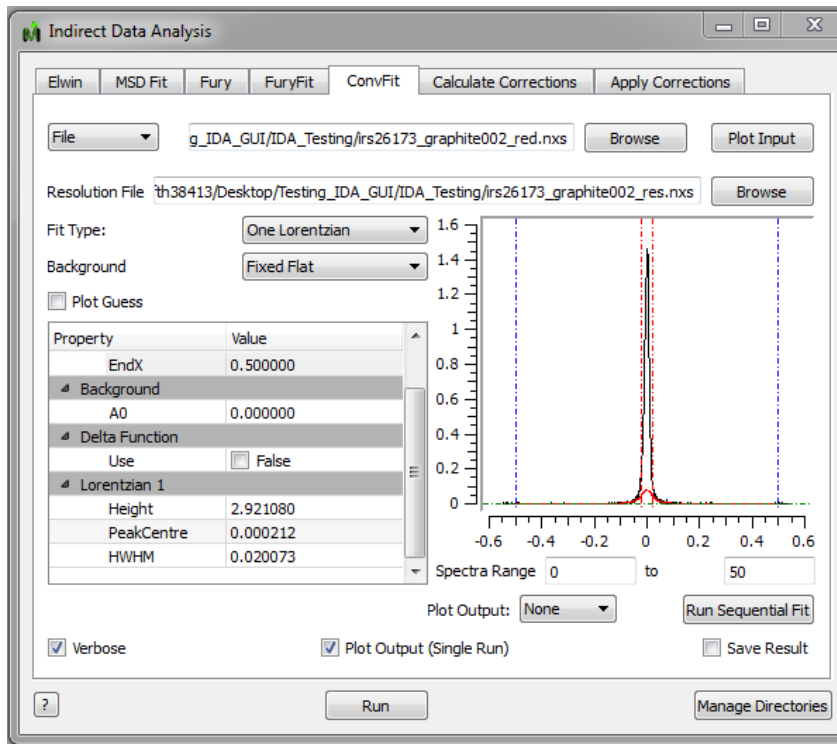 Indirect Data Analysis
Elwin MSD Fit Fury FuryFit ConvFit Calculate Corrections Apply Corrections
File g_IDA_GUI/IDA_Testing/irs26173_graphite002_red.nxs Browse Plot Input
Resolution File 'th38413/Desktop/Testing_IDA_GUI/IDA_Testing/irs26173_graphite002_res.nxs Browse
Fit Type: One Lorentzian
Background Fixed Flat
Plot Guess
Property Value
EndX 0.500000
Background
A0 0.000000
Delta Function
Use False
Lorentzian 1
Height 2.921080
PeakCentre 0.000212
HWHM 0.020073
1.6
1.4
1.2
1
0.8
0.6
0.4
0.2
0
-0.6 -0.4 -0.2 0 0.2 0.4 0.6
Spectra Range 0 to 50
Plot Output: None Run Sequential Fit
Verbose Plot Output (Single Run) Save Result
? Run Manage Directories